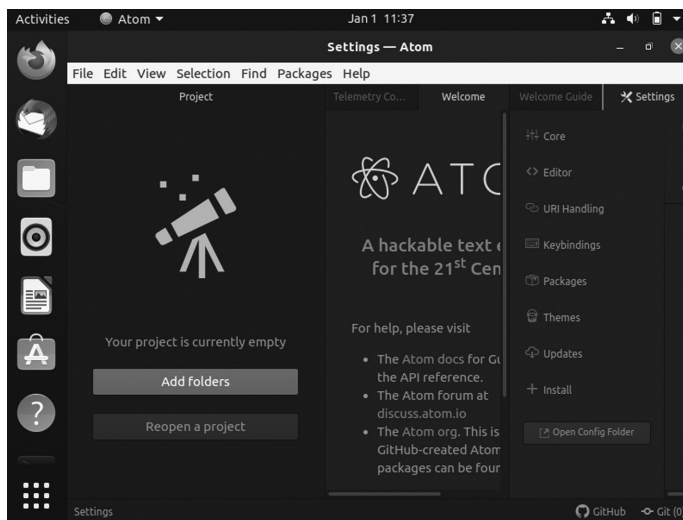 Activities Atom Jan 1 11:37
Settings — Atom
File Edit View Selection Find Packages Help
Project
Telemetry Co... Welcome
Welcome Guide Settings
Your project is currently empty
Add folders
Reopen a project
ATO
A hackable text e
for the 21st Cen
For help, please visit
• The Atom docs for Gu
the API reference.
• The Atom forum at
discuss.atom.io
• The Atom org. This is
GitHub-created Atom
packages can be four
Core
Editor
URI Handling
Keybindings
Packages
Themes
Updates
Install
Open Config Folder
Settings
GitHub Git (0)